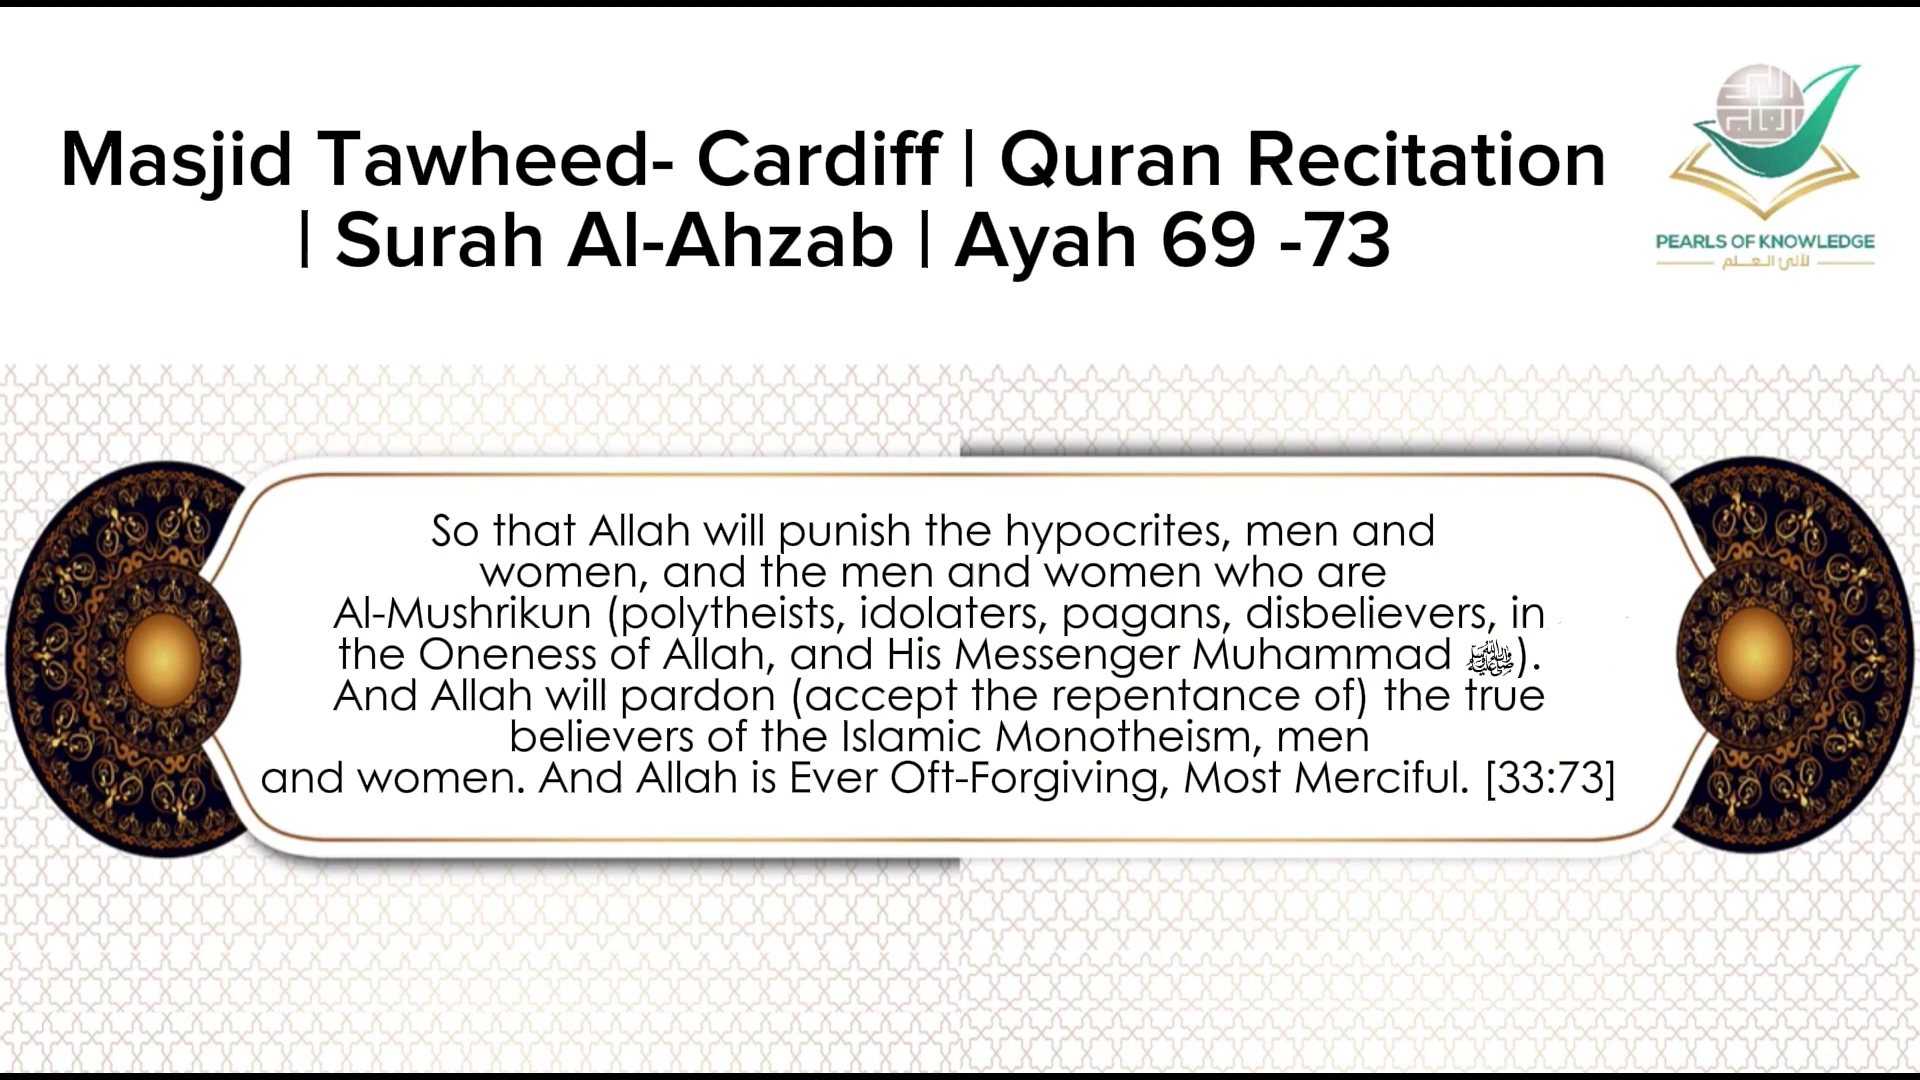 Masjid Tawheed- Cardiff | Quran Recitation
| Surah Al-Ahzab | Ayah 69 -73
PEARLS OF KNOWLEDGE
لآلئ العلم
So that Allah will punish the hypocrites, men and
women, and the men and women who are
Al-Mushrikun (polytheists, idolaters, pagans, disbelievers, in
the Oneness of Allah, and His Messenger Muhammad ﷺ).
And Allah will pardon (accept the repentance of) the true
believers of the Islamic Monotheism, men
and women. And Allah is Ever Oft-Forgiving, Most Merciful. [33:73]